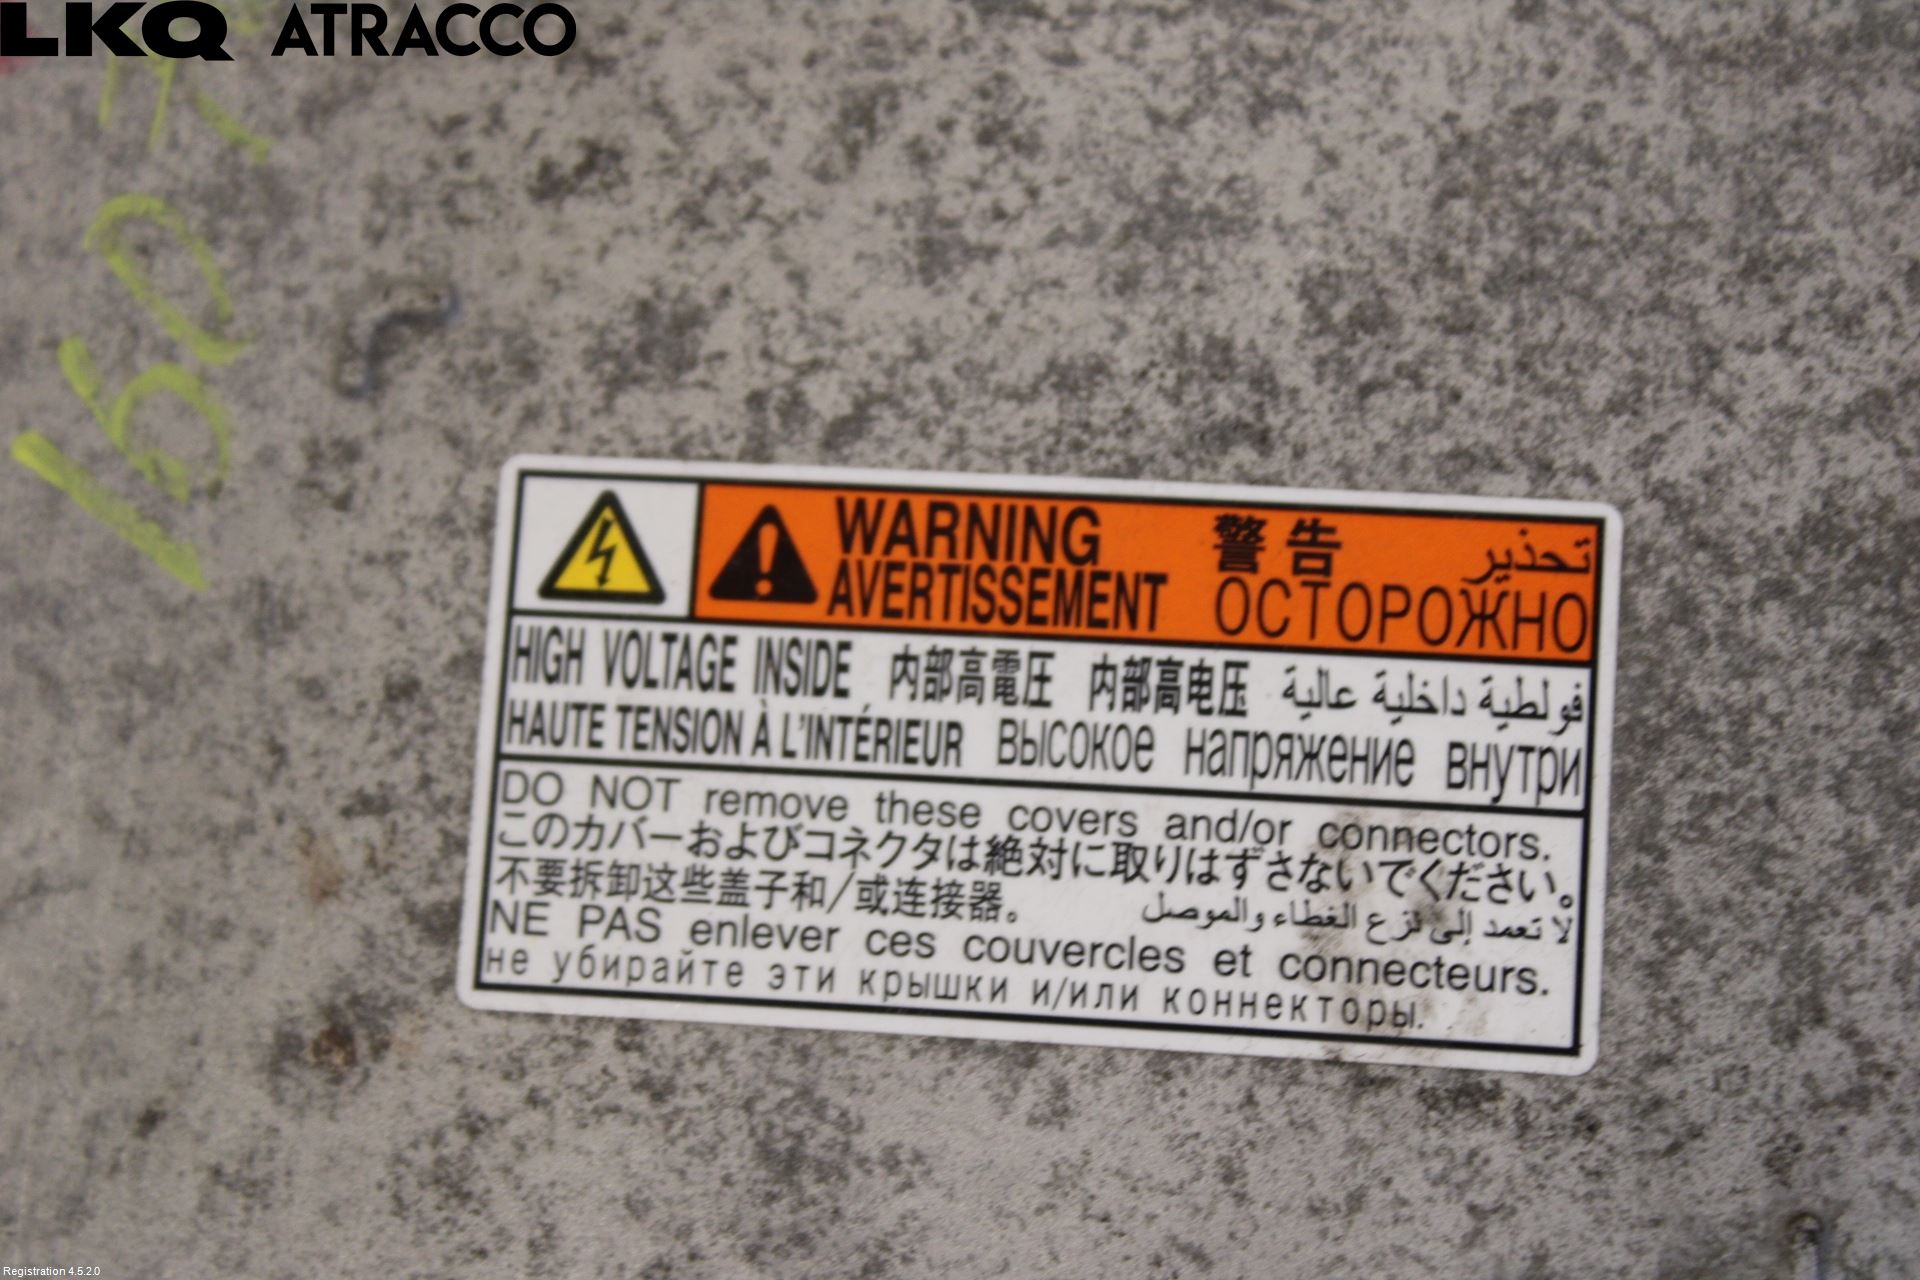 LKQ ATRACCO
WARNING 警告 تحذير
AVERTISSEMENT ОСТОРОЖНО
HIGH VOLTAGE INSIDE 内部高電圧 内部高电压 فولطية داخلية عالية
HAUTE TENSION À L'INTÉRIEUR Высокое напряжение внутри
DO NOT remove these covers and/or connectors.
このカバーおよびコネクタは絶対に取りはずさないでください。
不要拆卸这些盖子和/或连接器。 لا تعمد إلى نزع الغطاء والموصل
NE PAS enlever ces couvercles et connecteurs.
не убирайте эти крышки и/или коннекторы.
Registration 4.5.2.0